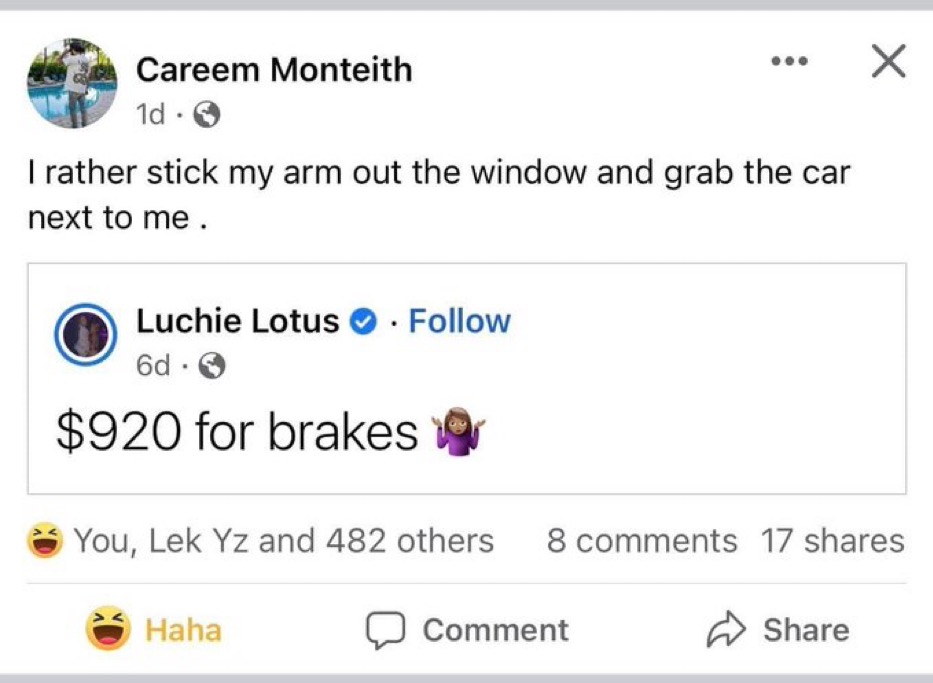 Careem Monteith
1d ·
I rather stick my arm out the window and grab the car
next to me .
Luchie Lotus · Follow
6d ·
$920 for brakes 🤷🏽‍♀️
You, Lek Yz and 482 others 8 comments 17 shares
Haha Comment Share